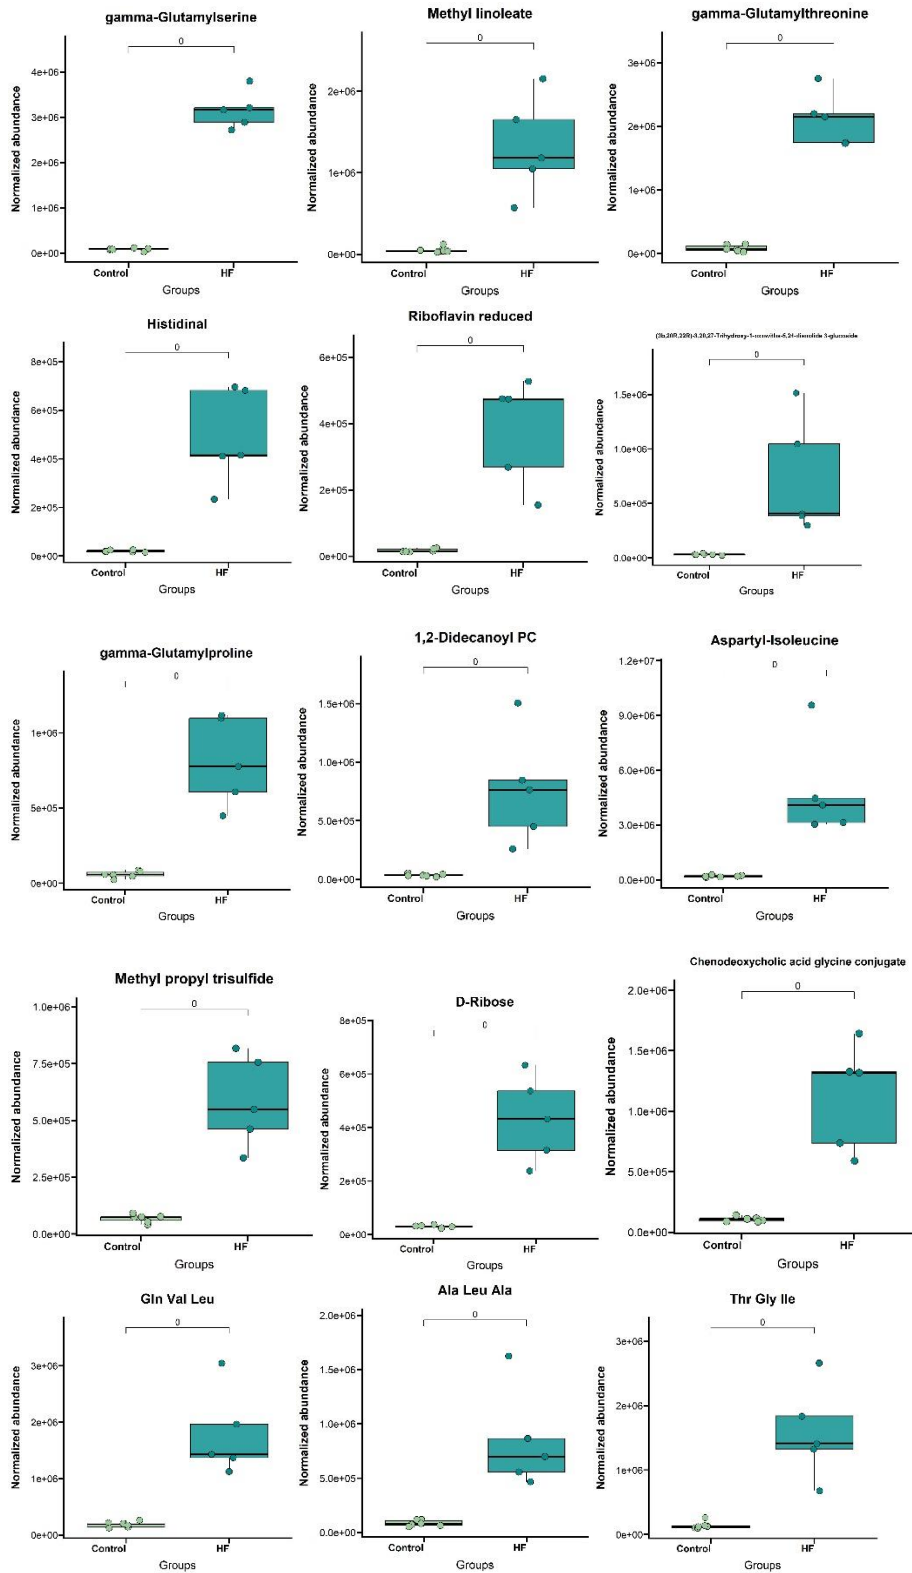 gamma-Glutamylserine
0
4e+06
3e+06
2e+06
1e+06
0e+00
Normalized abundance
Control
HF
Groups
Methyl linoleate
0
2e+06
1e+06
0e+00
Normalized abundance
Control
HF
Groups
gamma-Glutamylthreonine
0
3e+06
2e+06
1e+06
0e+00
Normalized abundance
Control
HF
Groups
Histidinal
0
8e+05
6e+05
4e+05
2e+05
0e+00
Normalized abundance
Control
HF
Groups
Riboflavin reduced
0
6e+05
4e+05
2e+05
0e+00
Normalized abundance
Control
HF
Groups
0
1.5e+06
1.0e+06
5.0e+05
0.0e+00
Normalized abundance
Control
HF
Groups
gamma-Glutamylproline
0
1e+06
5e+05
0e+00
Normalized abundance
Control
HF
Groups
1,2-Didecanoyl PC
0
1.5e+06
1.0e+06
5.0e+05
0.0e+00
Normalized abundance
Control
HF
Groups
Aspartyl-Isoleucine
0
1.2e+07
9.0e+06
6.0e+06
3.0e+06
0.0e+00
Normalized abundance
Control
HF
Groups
Methyl propyl trisulfide
0
1.0e+06
7.5e+05
5.0e+05
2.5e+05
0.0e+00
Normalized abundance
Control
HF
Groups
D-Ribose
0
8e+05
6e+05
4e+05
2e+05
0e+00
Normalized abundance
Control
HF
Groups
Chenodeoxycholic acid glycine conjugate
0
2.0e+06
1.5e+06
1.0e+06
5.0e+05
0.0e+00
Normalized abundance
Control
HF
Groups
Gln Val Leu
0
3e+06
2e+06
1e+06
0e+00
Normalized abundance
Control
HF
Groups
Ala Leu Ala
0
2.0e+06
1.5e+06
1.0e+06
5.0e+05
0.0e+00
Normalized abundance
Control
HF
Groups
Thr Gly Ile
0
3e+06
2e+06
1e+06
0e+00
Normalized abundance
Control
HF
Groups